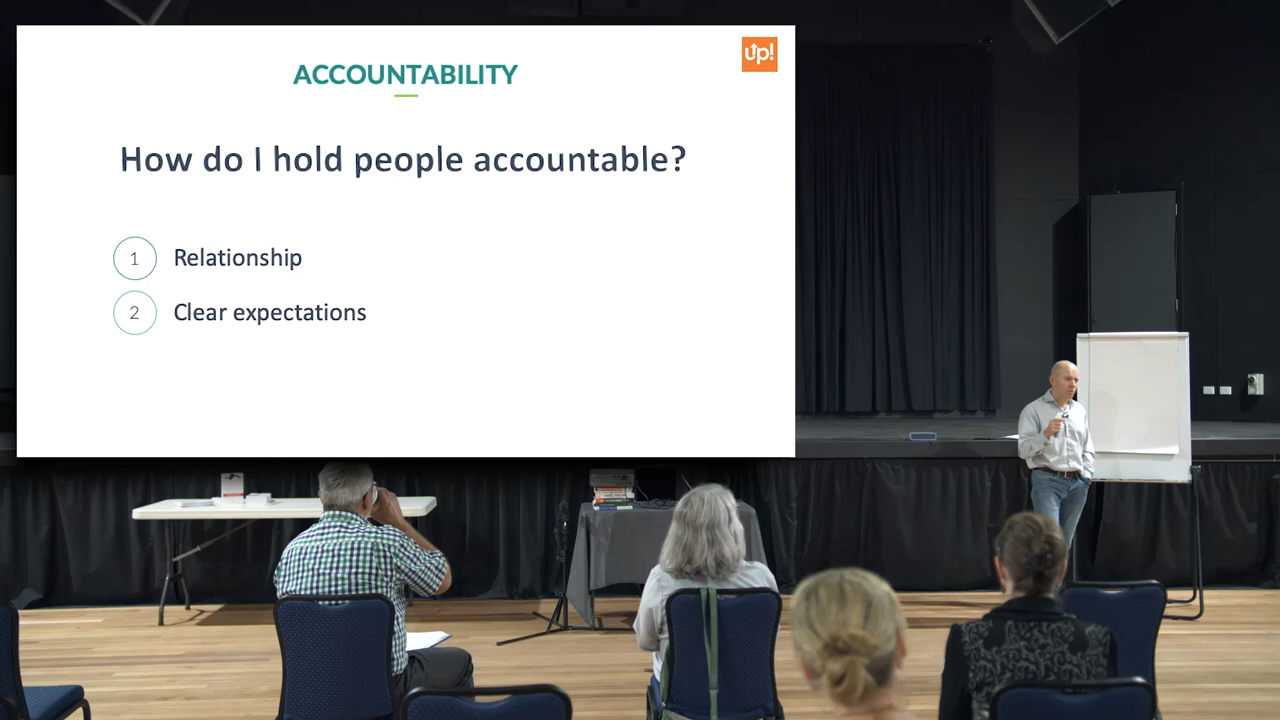 up!
ACCOUNTABILITY
How do I hold people accountable?
1 Relationship
2 Clear expectations